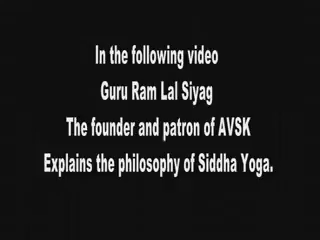 In the following video
Guru Ram Lal Siyag
The founder and patron of AVSK
Explains the philosophy of Siddha Yoga.